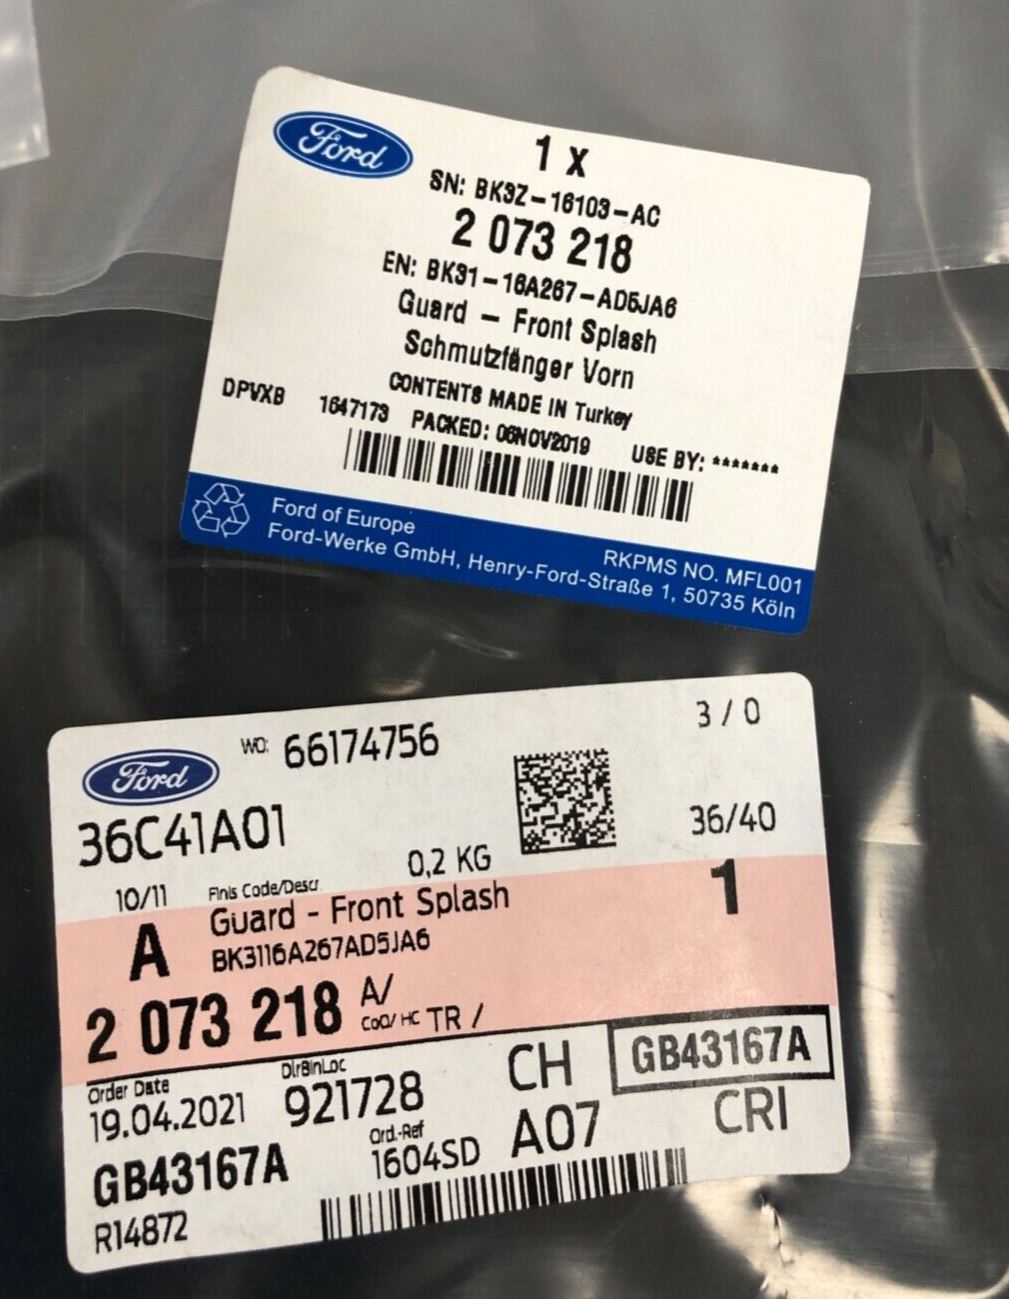 Ford
1 X
SN: BK3Z-16103-AC
2 073 218
EN: BK31-16A267-AD5JA6
Guard - Front Splash
Schmutzfänger Vorn
CONTENTS MADE IN Turkey
DPVXB 1647173 PACKED: 06NOV2019 USE BY: *******
Ford of Europe RKPMS NO. MFL001
Ford-Werke GmbH, Henry-Ford-Straße 1, 50735 Köln
Ford WO: 66174756 3 / 0
36C41A01 36/40
0,2 KG
10/11 Finis Code/Descr
A Guard - Front Splash 1
BK3116A267AD5JA6
2 073 218 A/
CoO/ HC TR /
Order Date DlrBinLoc CH GB43167A
19.04.2021 921728
GB43167A Ord.-Ref A07 CRI
1604SD
R14872